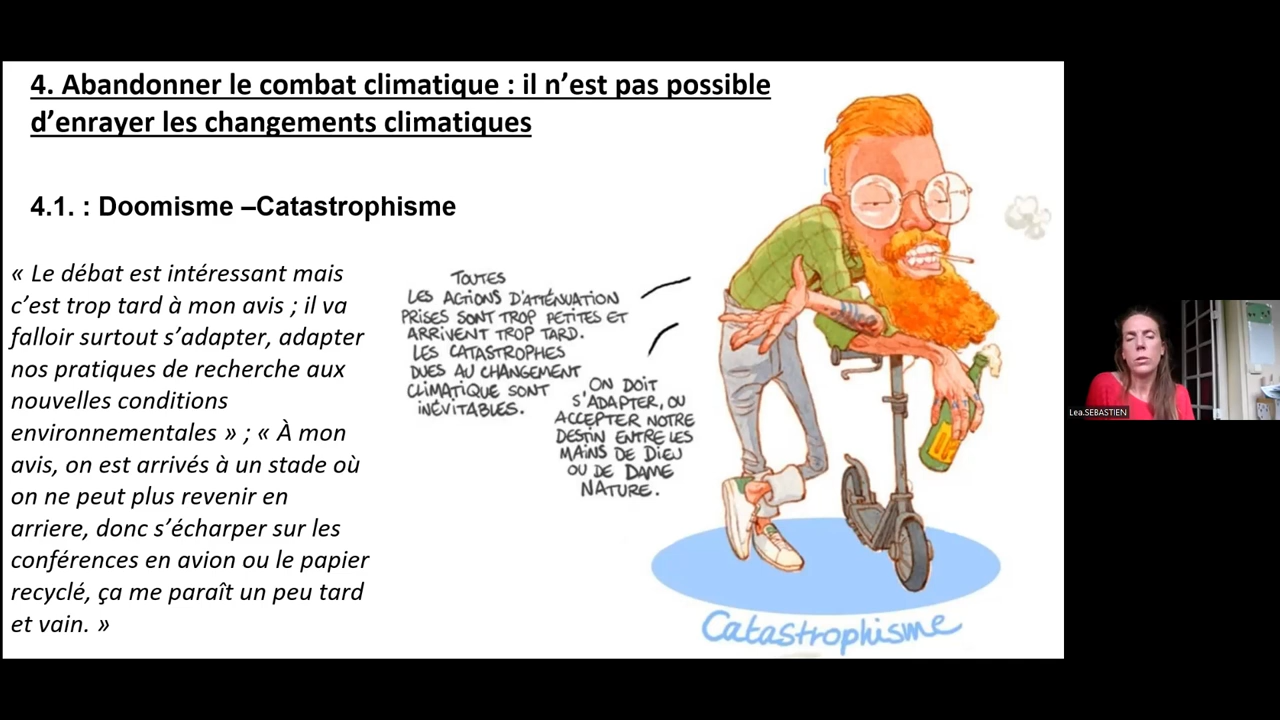 4. Abandonner le combat climatique : il n’est pas possible
d’enrayer les changements climatiques
4.1. : Doomisme –Catastrophisme
« Le débat est intéressant mais
c’est trop tard à mon avis ; il va
falloir surtout s’adapter, adapter
nos pratiques de recherche aux
nouvelles conditions
environnementales » ; « À mon
avis, on est arrivés à un stade où
on ne peut plus revenir en
arriere, donc s’écharper sur les
conférences en avion ou le papier
recyclé, ça me paraît un peu tard
et vain. »
TOUTES
LES ACTIONS D'ATTÉNUATION
PRISES SONT TROP PETITES ET
ARRIVENT TROP TARD.
LES CATASTROPHES
DUES AU CHANGEMENT
CLIMATIQUE SONT
INÉVITABLES.
ON DOIT
S'ADAPTER, OU
ACCEPTER NOTRE
DESTIN ENTRE LES
MAINS DE DIEU
OU DE DAME
NATURE.
Catastrophisme
Lea.SEBASTIEN